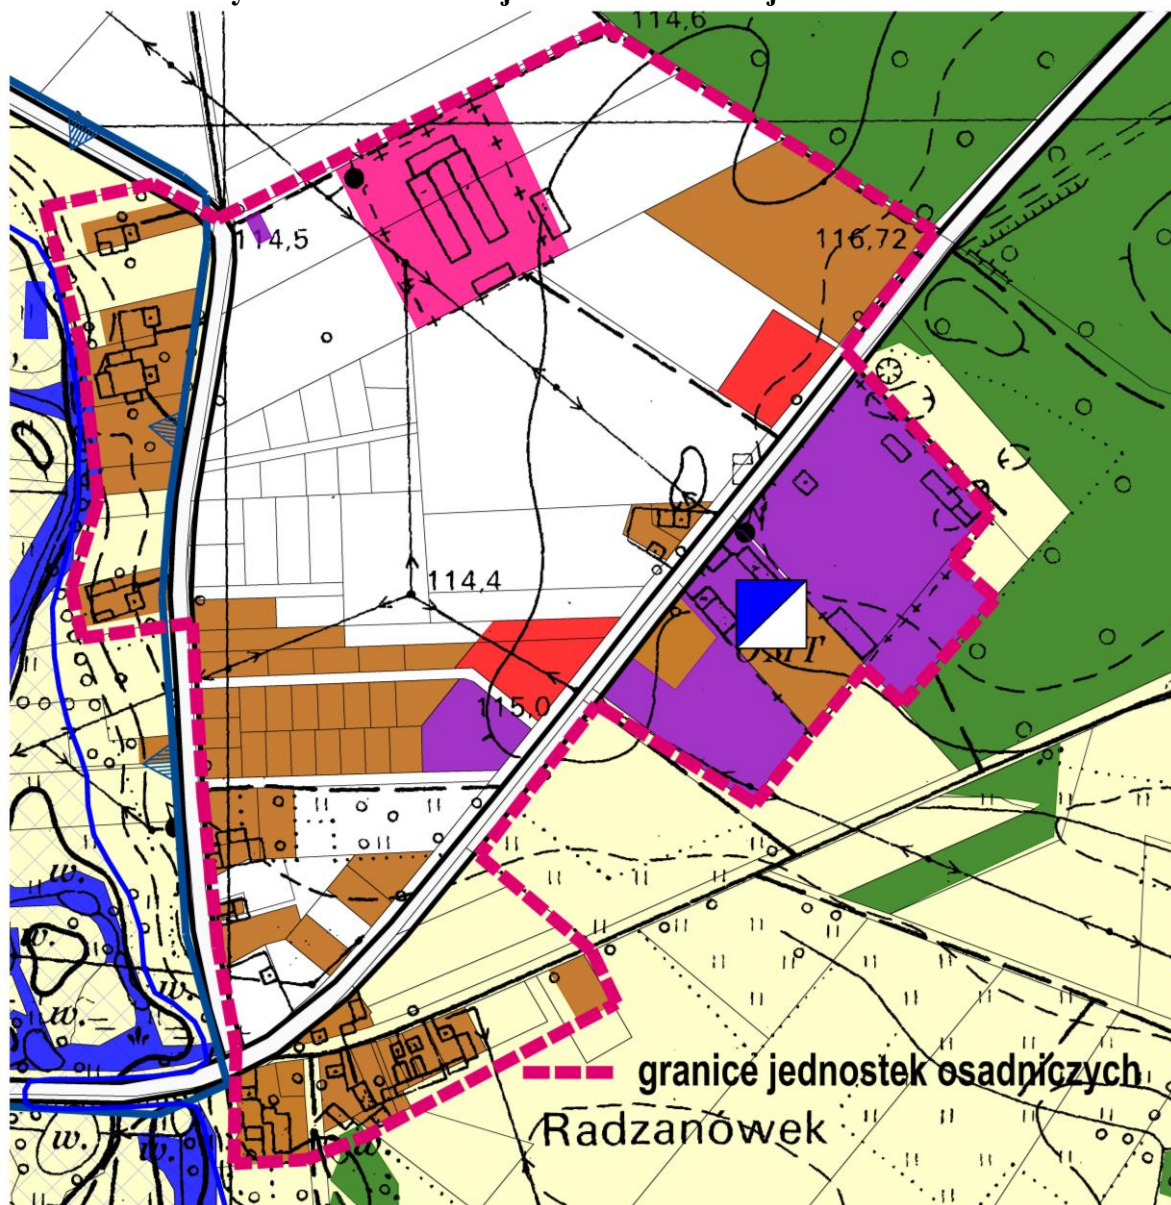 114,6
116,72
114,5
114,4
115,0
w.
w.
w.
w.
w.
w.
granice jednostek osadniczych
Radzanówek
w